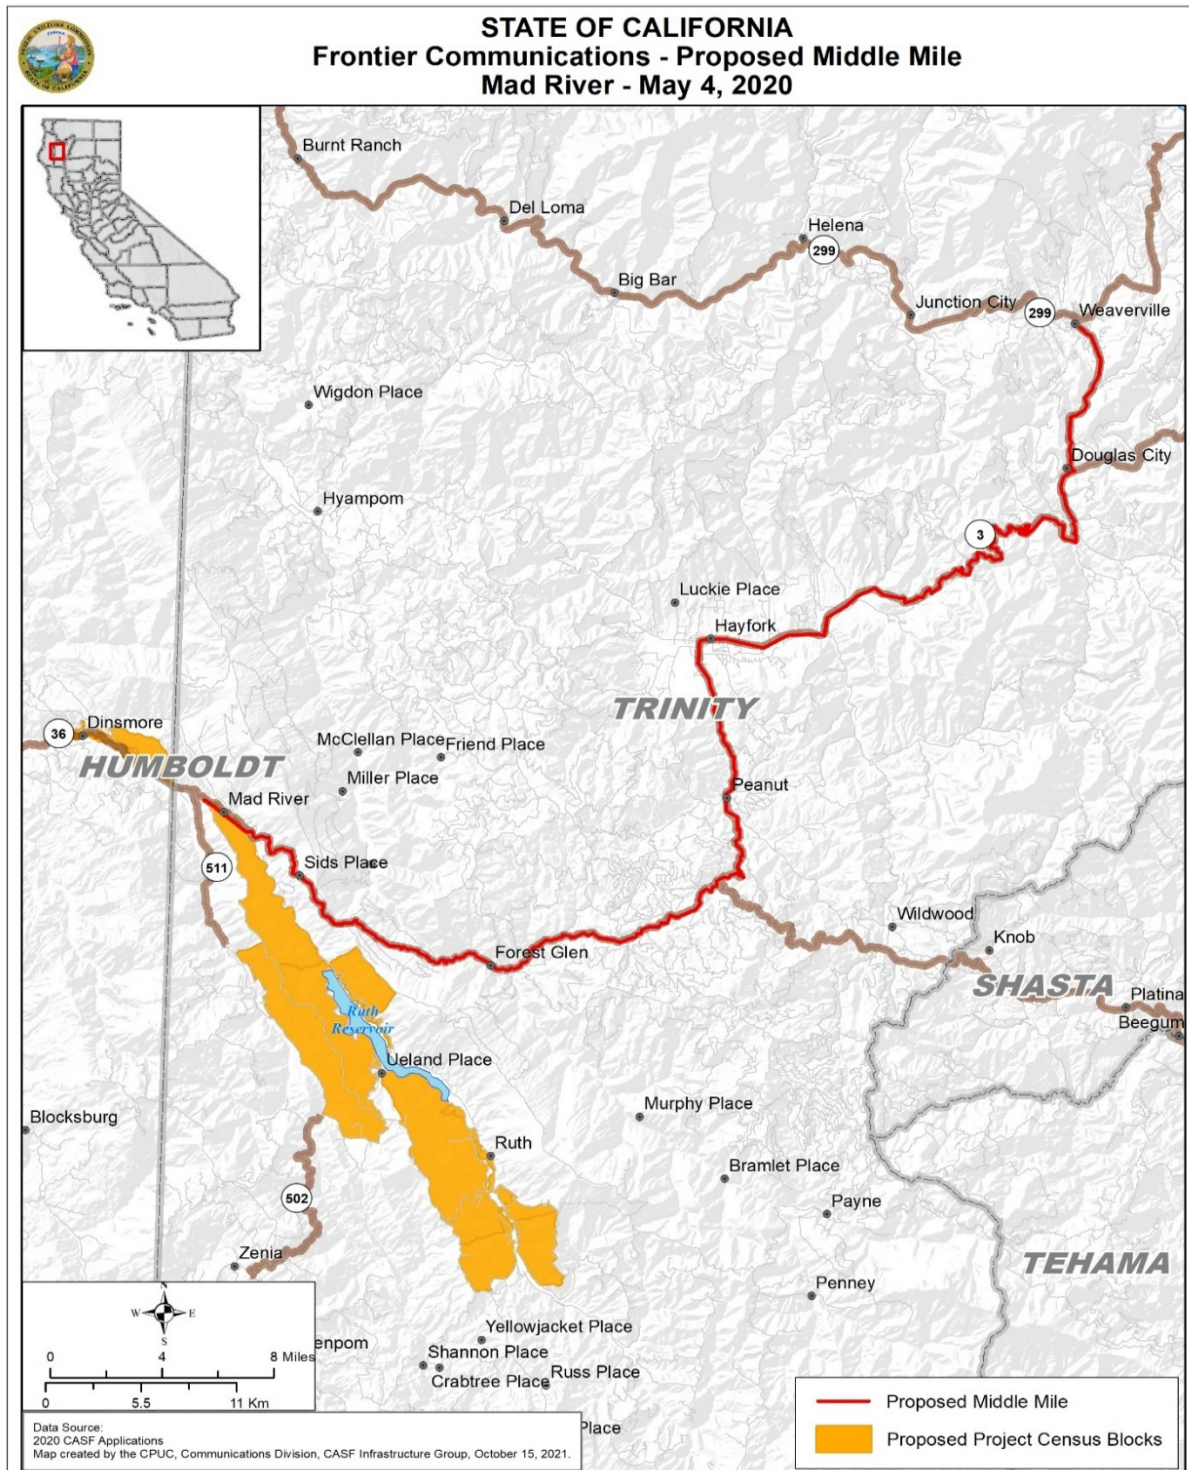 STATE OF CALIFORNIA
Frontier Communications - Proposed Middle Mile
Mad River - May 4, 2020
Burnt Ranch
Del Loma
Helena
299
Big Bar
Junction City
299
Weaverville
Wigdon Place
Douglas City
Hyampom
3
Luckie Place
Hayfork
TRINITY
36
Dinsmore
McClellan Place
Friend Place
HUMBOLDT
Miller Place
Peanut
Mad River
511
Sids Place
Wildwood
Knob
Forest Glen
SHASTA
Platina
Ruth
Reservoir
Beegum
Ueland Place
Blocksburg
Murphy Place
Ruth
Bramlet Place
502
Payne
Zenia
TEHAMA
Penney
N
W E
S
Yellowjacket Place
enpom
0 4 8 Miles
Shannon Place
Russ Place
Crabtree Place
0 5.5 11 Km
Proposed Middle Mile
Place
Proposed Project Census Blocks
Data Source:
2020 CASF Applications
Map created by the CPUC, Communications Division, CASF Infrastructure Group, October 15, 2021.